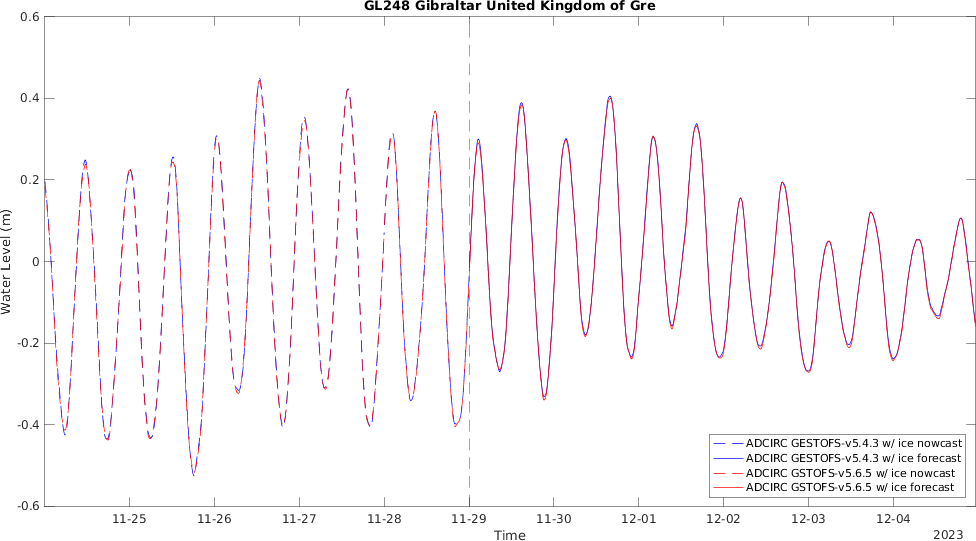 GL248 Gibraltar United Kingdom of Gre
0.6
0.4
0.2
0
-0.2
-0.4
-0.6
Water Level (m)
11-25 11-26 11-27 11-28 11-29 11-30 12-01 12-02 12-03 12-04
Time
2023
ADCIRC GESTOFS-v5.4.3 w/ ice nowcast
ADCIRC GESTOFS-v5.4.3 w/ ice forecast
ADCIRC GSTOFS-v5.6.5 w/ ice nowcast
ADCIRC GSTOFS-v5.6.5 w/ ice forecast